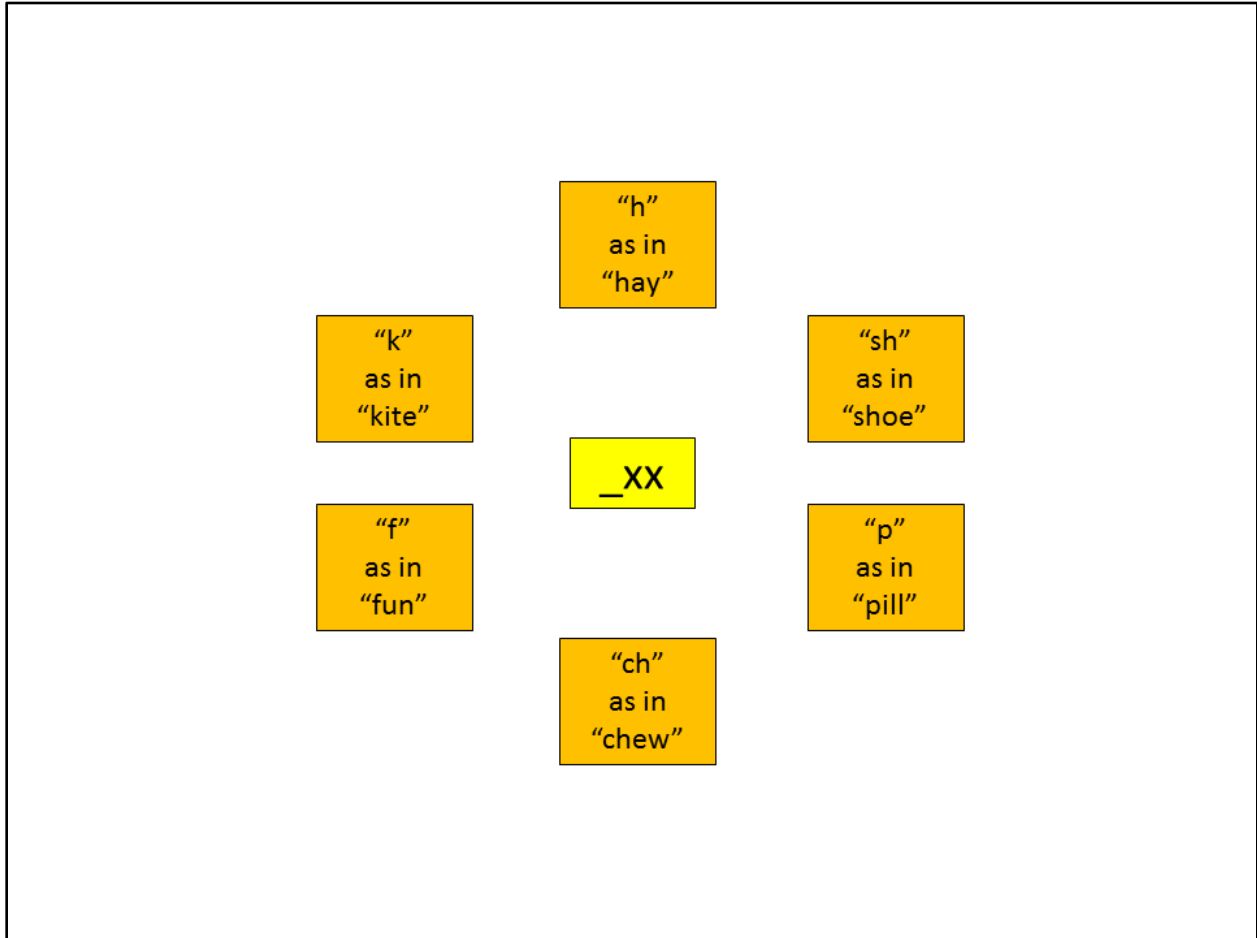 “h”
as in
“hay”
“k”
as in
“kite”
“sh”
as in
“shoe”
_xx
“f”
as in
“fun”
“p”
as in
“pill”
“ch”
as in
“chew”